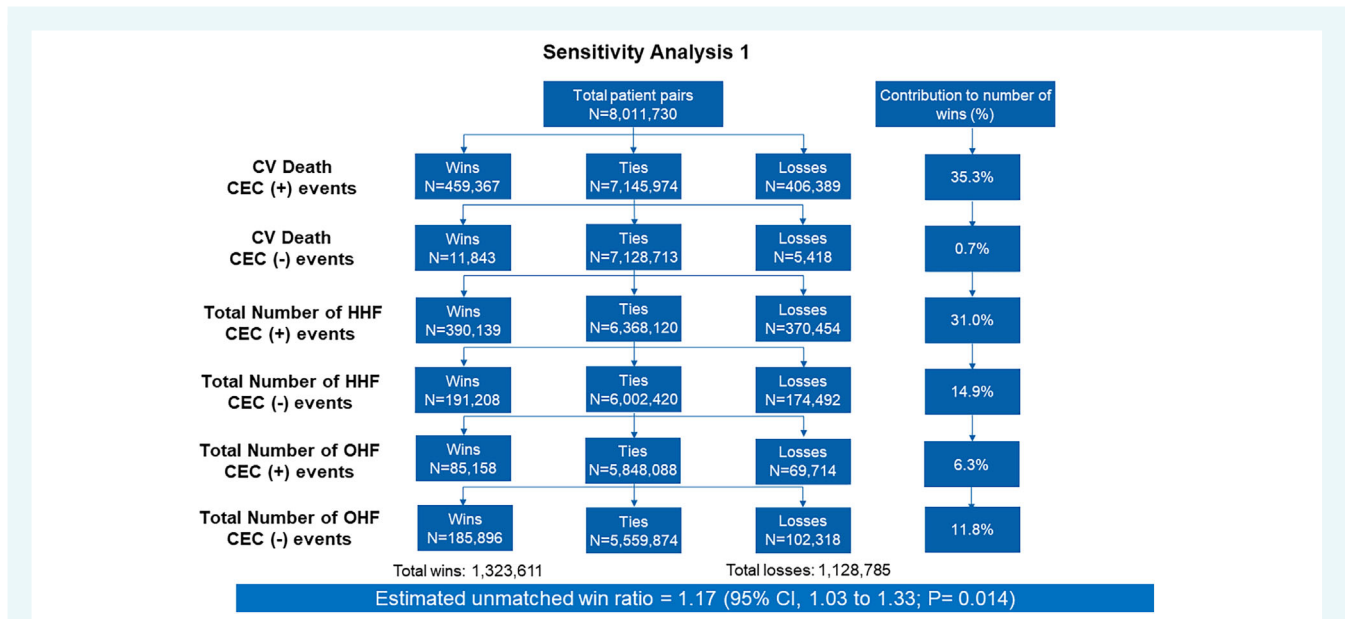 Sensitivity Analysis 1
Total patient pairs
N=8,011,730
Contribution to number of
wins (%)
CV Death
CEC (+) events
Wins
N=459,367
Ties
N=7,145,974
Losses
N=406,389
35.3%
CV Death
CEC (-) events
Wins
N=11,843
Ties
N=7,128,713
Losses
N=5,418
0.7%
Total Number of HHF
CEC (+) events
Wins
N=390,139
Ties
N=6,368,120
Losses
N=370,454
31.0%
Total Number of HHF
CEC (-) events
Wins
N=191,208
Ties
N=6,002,420
Losses
N=174,492
14.9%
Total Number of OHF
CEC (+) events
Wins
N=85,158
Ties
N=5,848,088
Losses
N=69,714
6.3%
Total Number of OHF
CEC (-) events
Wins
N=185,896
Ties
N=5,559,874
Losses
N=102,318
11.8%
Total wins: 1,323,611
Total losses: 1,128,785
Estimated unmatched win ratio = 1.17 (95% CI, 1.03 to 1.33; P= 0.014)